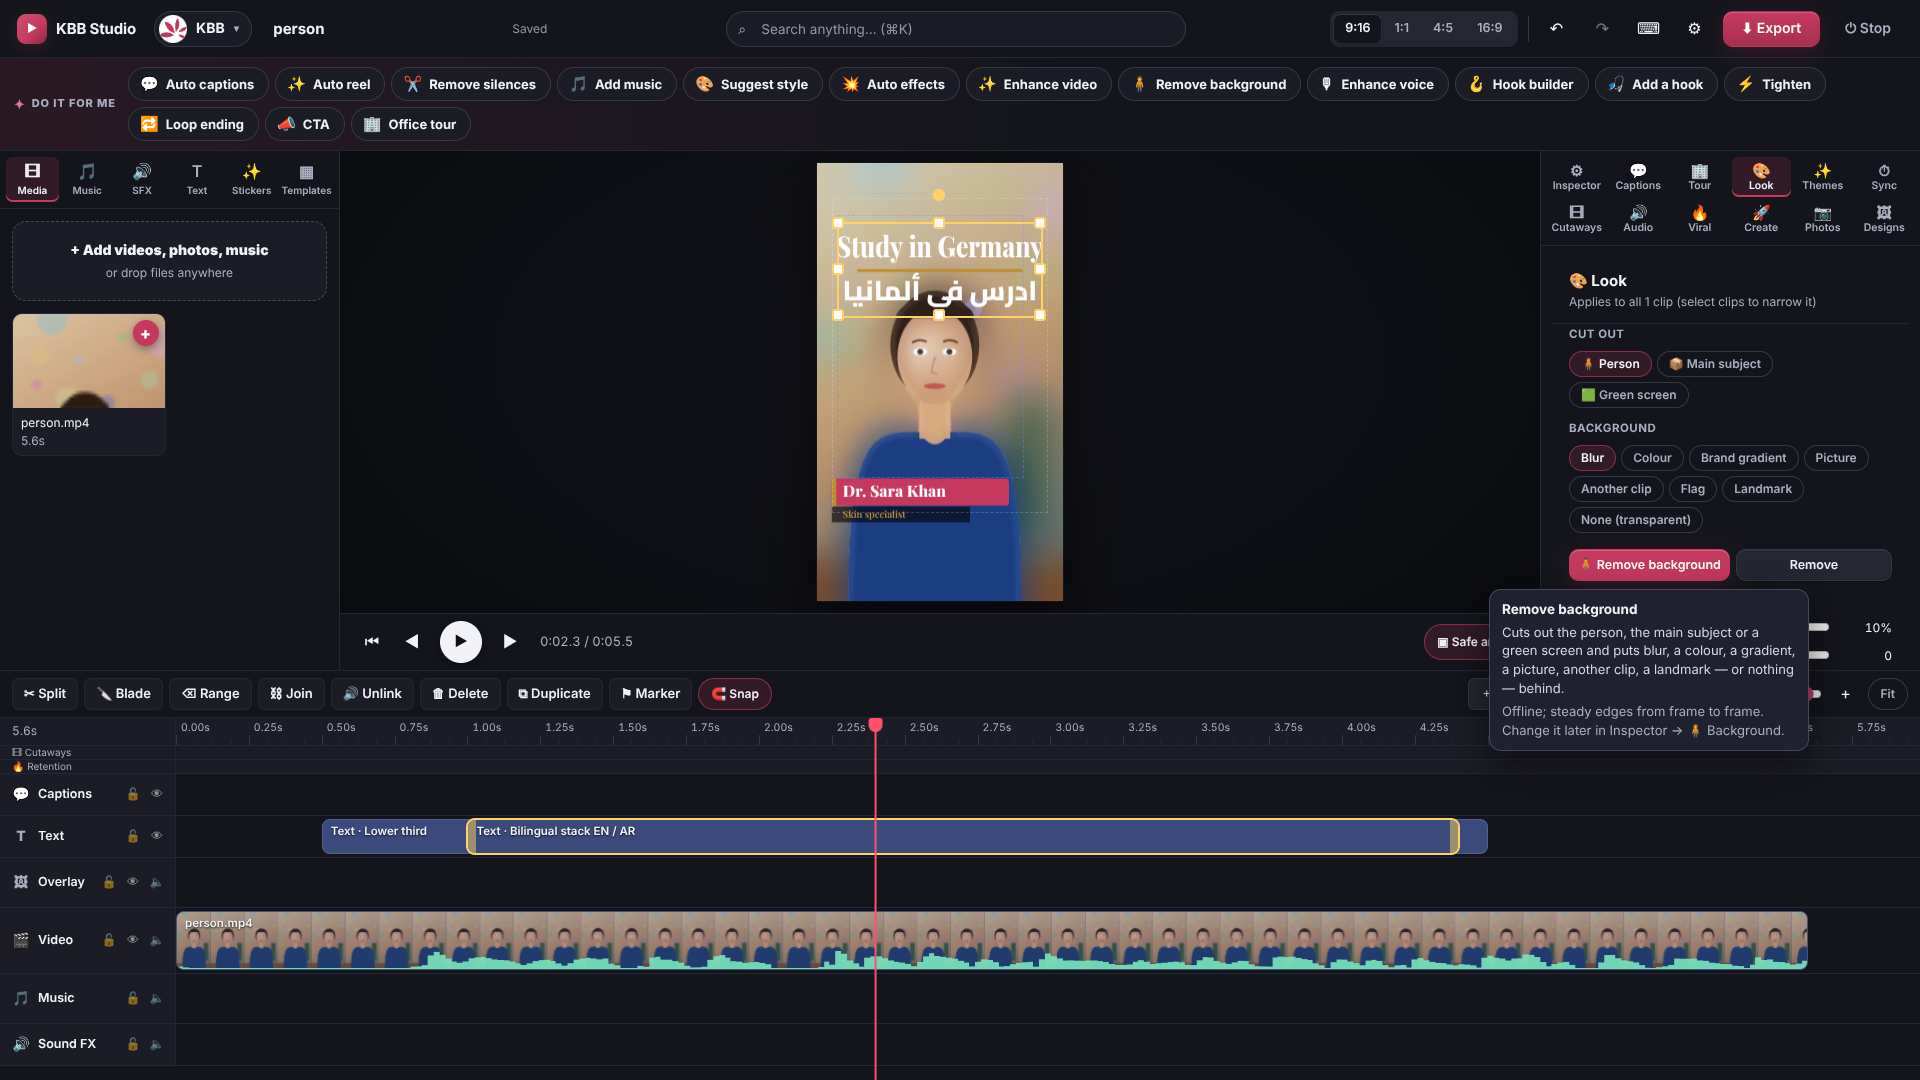 KBB Studio
KBB
person
Saved
Search anything... (⌘K)
9:16
1:1
4:5
16:9
Export
Stop
DO IT FOR ME
Auto captions
Auto reel
Remove silences
Add music
Suggest style
Auto effects
Enhance video
Remove background
Enhance voice
Hook builder
Add a hook
Tighten
Loop ending
CTA
Office tour
Media
Music
SFX
Text
Stickers
Templates
+ Add videos, photos, music
or drop files anywhere
person.mp4
5.6s
Study in Germany
ادرس في ألمانيا
Dr. Sara Khan
Skin specialist
0:02.3 / 0:05.5
Safe
Inspector
Captions
Tour
Look
Themes
Sync
Cutaways
Audio
Viral
Create
Photos
Designs
Look
Applies to all 1 clip (select clips to narrow it)
CUT OUT
Person
Main subject
Green screen
BACKGROUND
Blur
Colour
Brand gradient
Picture
Another clip
Flag
Landmark
None (transparent)
Remove background
Remove
10%
0
Remove background
Cuts out the person, the main subject or a
green screen and puts blur, a colour, a gradient,
a picture, another clip, a landmark — or nothing
— behind.
Offline; steady edges from frame to frame.
Change it later in Inspector → Background.
Split
Blade
Range
Join
Unlink
Delete
Duplicate
Marker
Snap
+
+
Fit
5.6s
0.00s
0.25s
0.50s
0.75s
1.00s
1.25s
1.50s
1.75s
2.00s
2.25s
2.50s
2.75s
3.00s
3.25s
3.50s
3.75s
4.00s
4.25s
5.75s
Cutaways
Retention
Captions
Text
Text · Lower third
Text · Bilingual stack EN / AR
Overlay
Video
person.mp4
Music
Sound FX